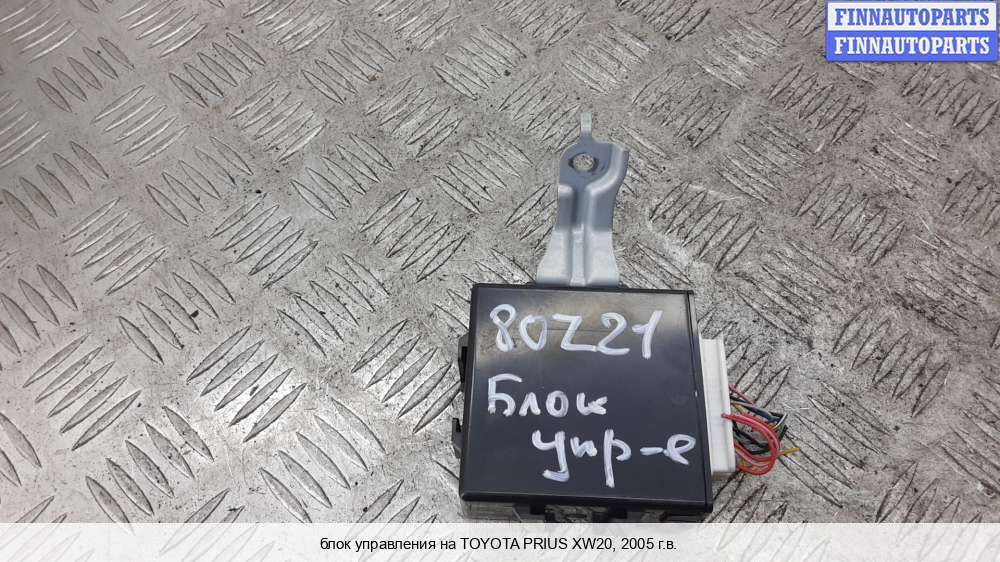 FINNAUTOPARTS
FINNAUTOPARTS
80Z21
Блок
упр-е
блок управления на TOYOTA PRIUS XW20, 2005 г.в.